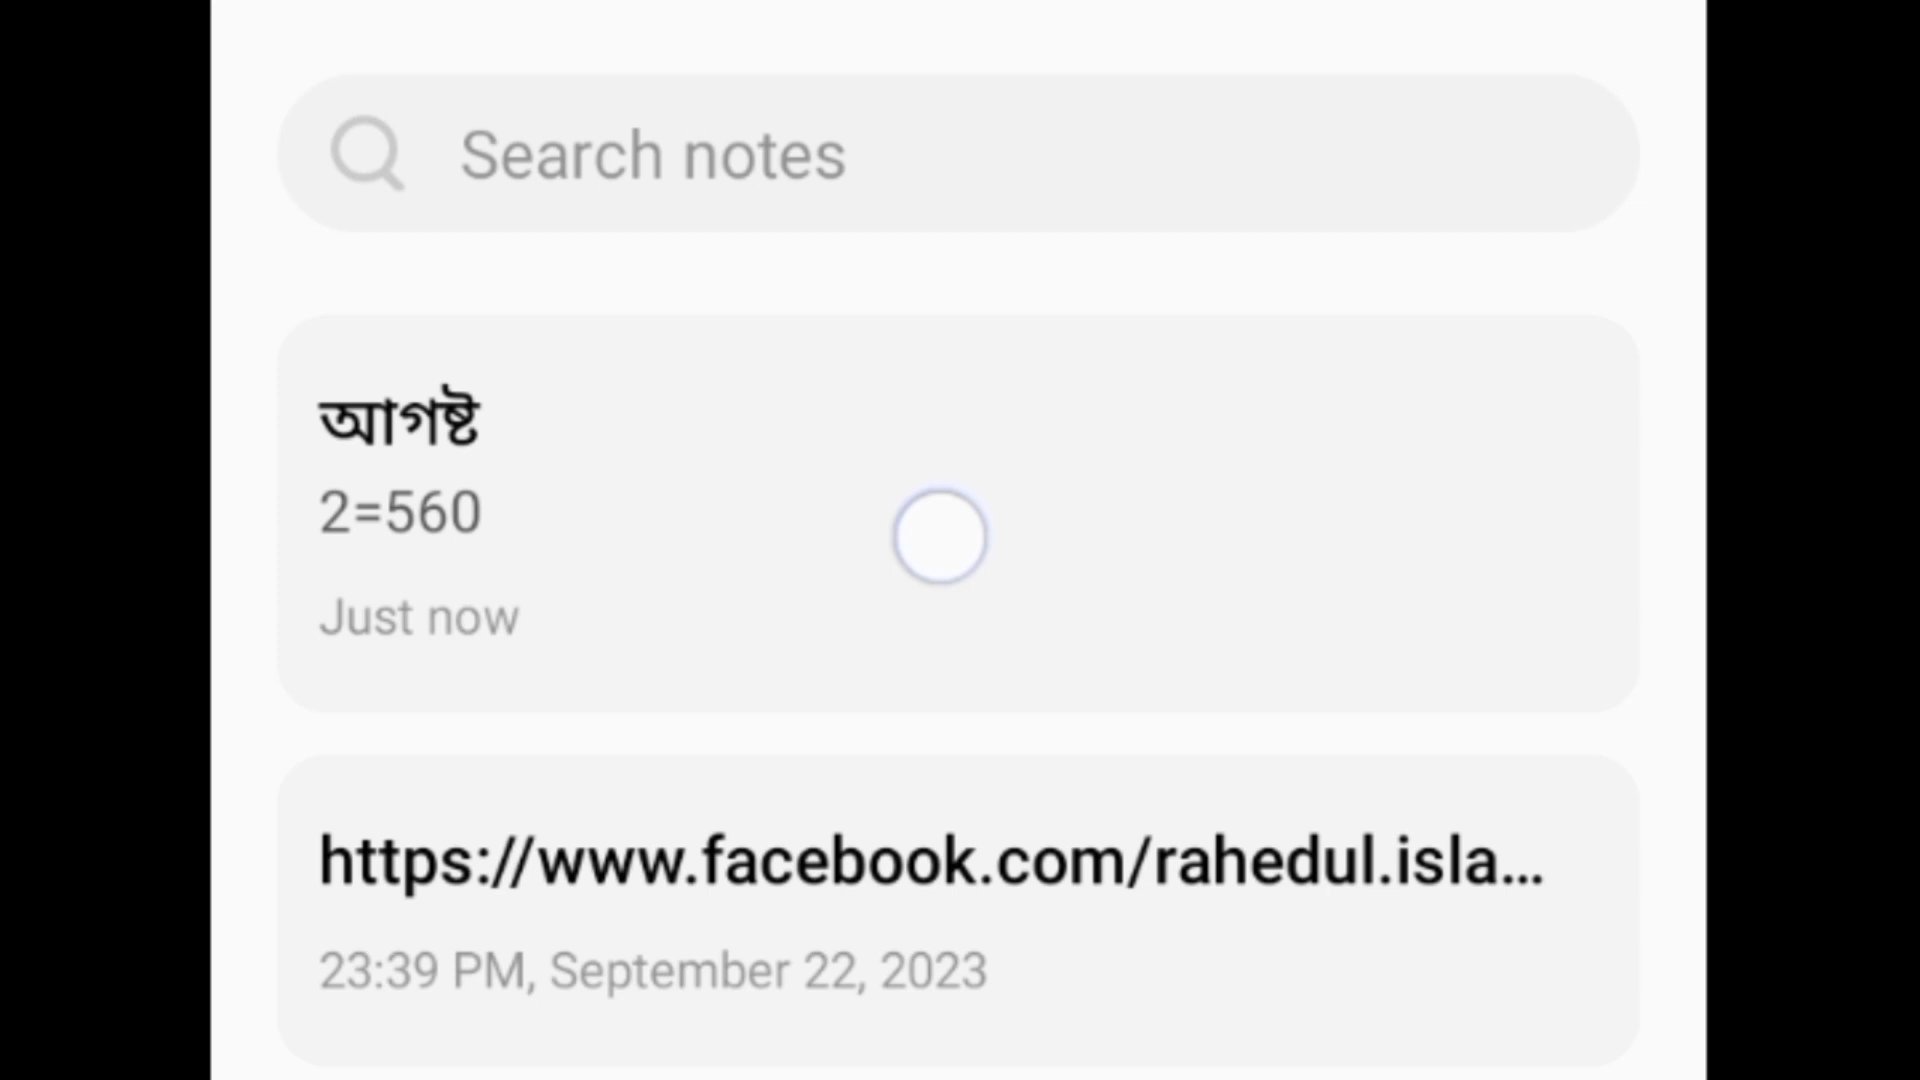 Search notes
আগষ্ট
2=560
Just now
https://www.facebook.com/rahedul.isla...
23:39 PM, September 22, 2023